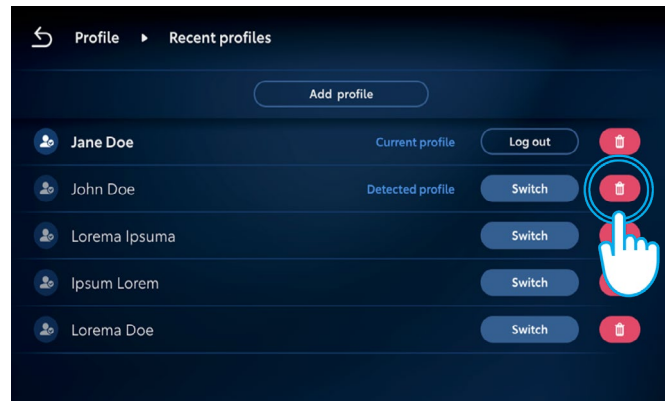 Profile ▸ Recent profiles
Add profile
Jane Doe Current profile Log out
John Doe Detected profile Switch
Lorema Ipsuma Switch
Ipsum Lorem Switch
Lorema Doe Switch